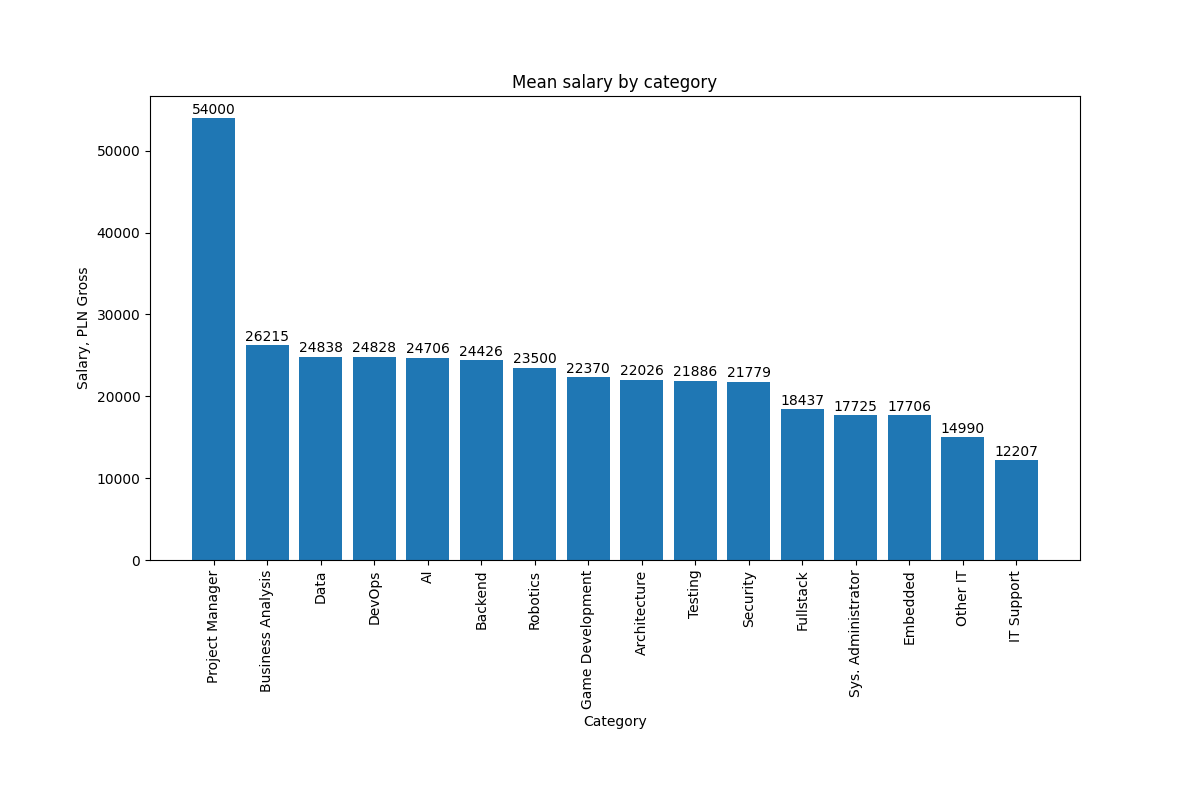 Mean salary by category
54000
50000
40000
30000
20000
10000
0
Salary, PLN Gross
26215
24838
24828
24706
24426
23500
22370
22026
21886
21779
18437
17725
17706
14990
12207
Project Manager
Business Analysis
Data
DevOps
AI
Backend
Robotics
Game Development
Architecture
Testing
Security
Fullstack
Sys. Administrator
Embedded
Other IT
IT Support
Category